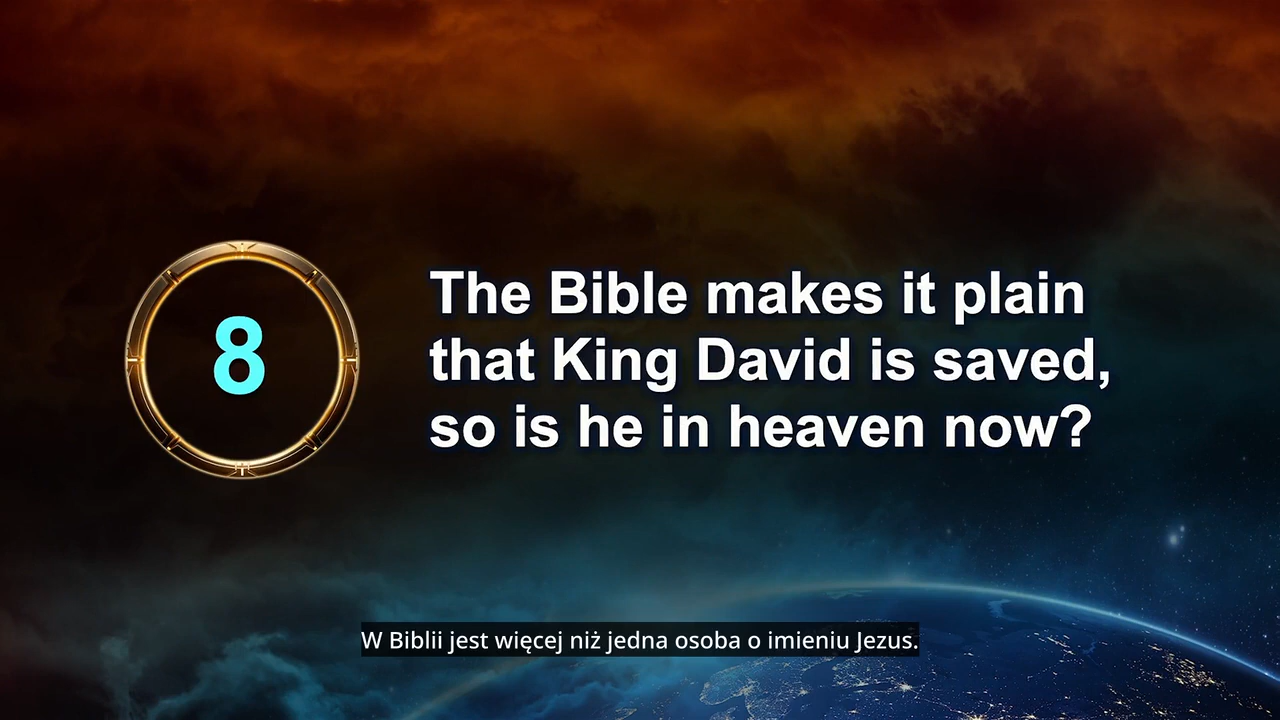 8
The Bible makes it plain
that King David is saved,
so is he in heaven now?
W Biblii jest więcej niż jedna osoba o imieniu Jezus.